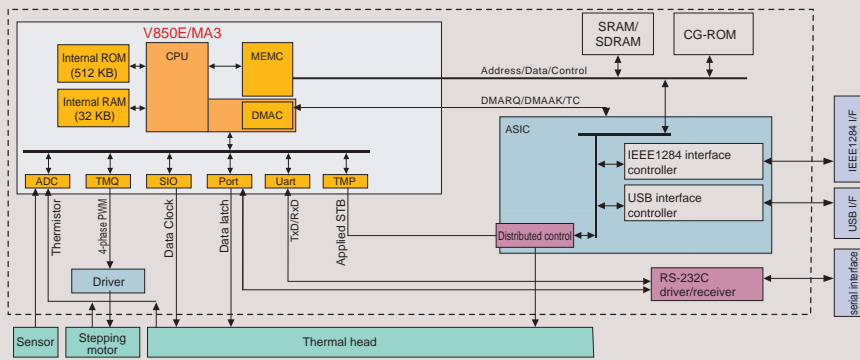 V850E/MA3
Internal ROM
(512 KB)
CPU
MEMC
Internal RAM
(32 KB)
DMAC
SRAM/
SDRAM
CG-ROM
Address/Data/Control
DMARQ/DMAAK/TC
ASIC
IEEE1284 interface
controller
USB interface
controller
Distributed control
IEEE1284 I/F
USB I/F
serial interface
ADC
TMQ
SIO
Port
Uart
TMP
Thermistor
4-phase PWM
Data Clock
Data latch
TxD/RxD
Applied STB
Driver
RS-232C
driver/receiver
Sensor
Stepping
motor
Thermal head